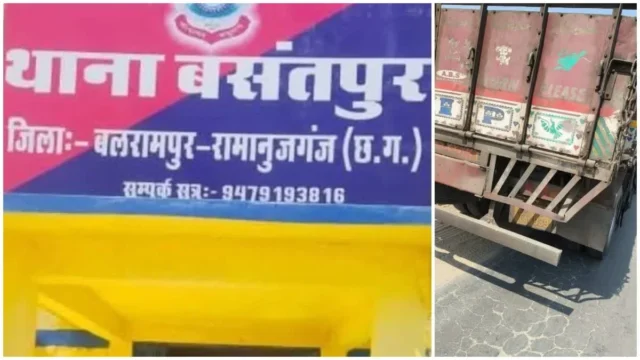 थाना बसंतपुर
जिला:- बलरामपुर-रामानुजगंज (छ.ग.)
सम्पर्क सूत्र:- 9479193816